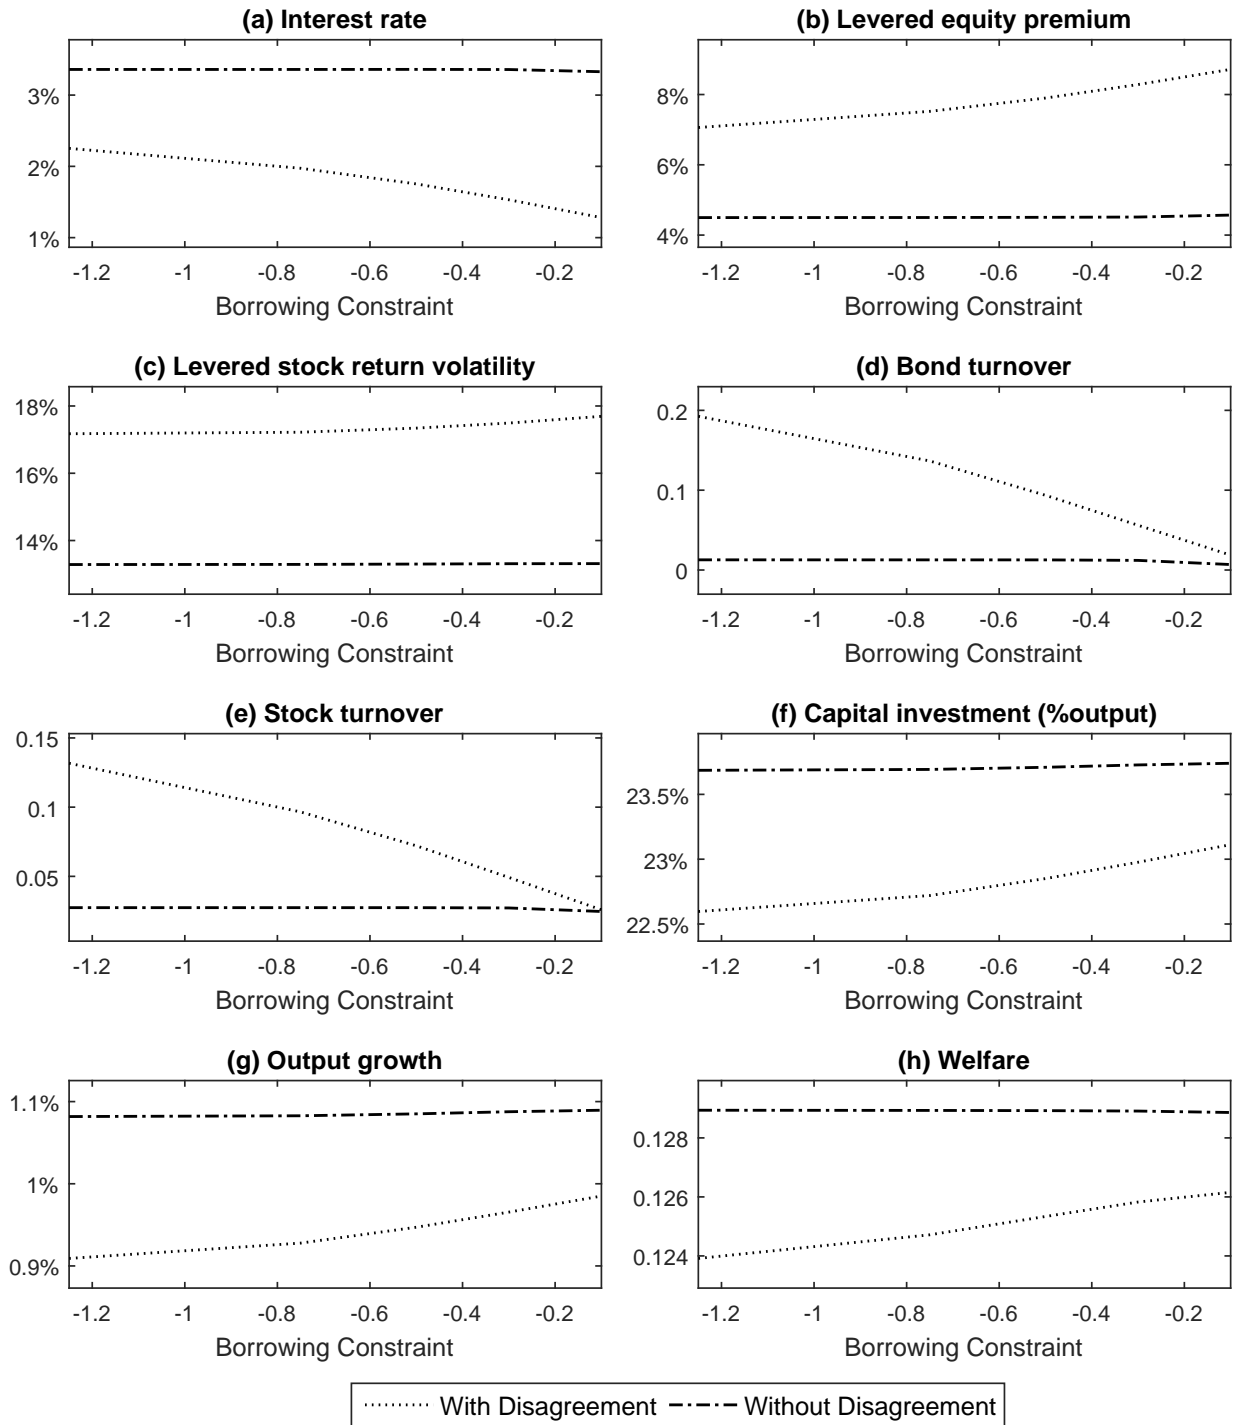 (a) Interest rate
3%
2%
1%
-1.2 -1 -0.8 -0.6 -0.4 -0.2
Borrowing Constraint
(b) Levered equity premium
8%
6%
4%
-1.2 -1 -0.8 -0.6 -0.4 -0.2
Borrowing Constraint
(c) Levered stock return volatility
18%
16%
14%
-1.2 -1 -0.8 -0.6 -0.4 -0.2
Borrowing Constraint
(d) Bond turnover
0.2
0.1
0
-1.2 -1 -0.8 -0.6 -0.4 -0.2
Borrowing Constraint
(e) Stock turnover
0.15
0.1
0.05
-1.2 -1 -0.8 -0.6 -0.4 -0.2
Borrowing Constraint
(f) Capital investment (%output)
23.5%
23%
22.5%
-1.2 -1 -0.8 -0.6 -0.4 -0.2
Borrowing Constraint
(g) Output growth
1.1%
1%
0.9%
-1.2 -1 -0.8 -0.6 -0.4 -0.2
Borrowing Constraint
(h) Welfare
0.128
0.126
0.124
-1.2 -1 -0.8 -0.6 -0.4 -0.2
Borrowing Constraint
With Disagreement Without Disagreement